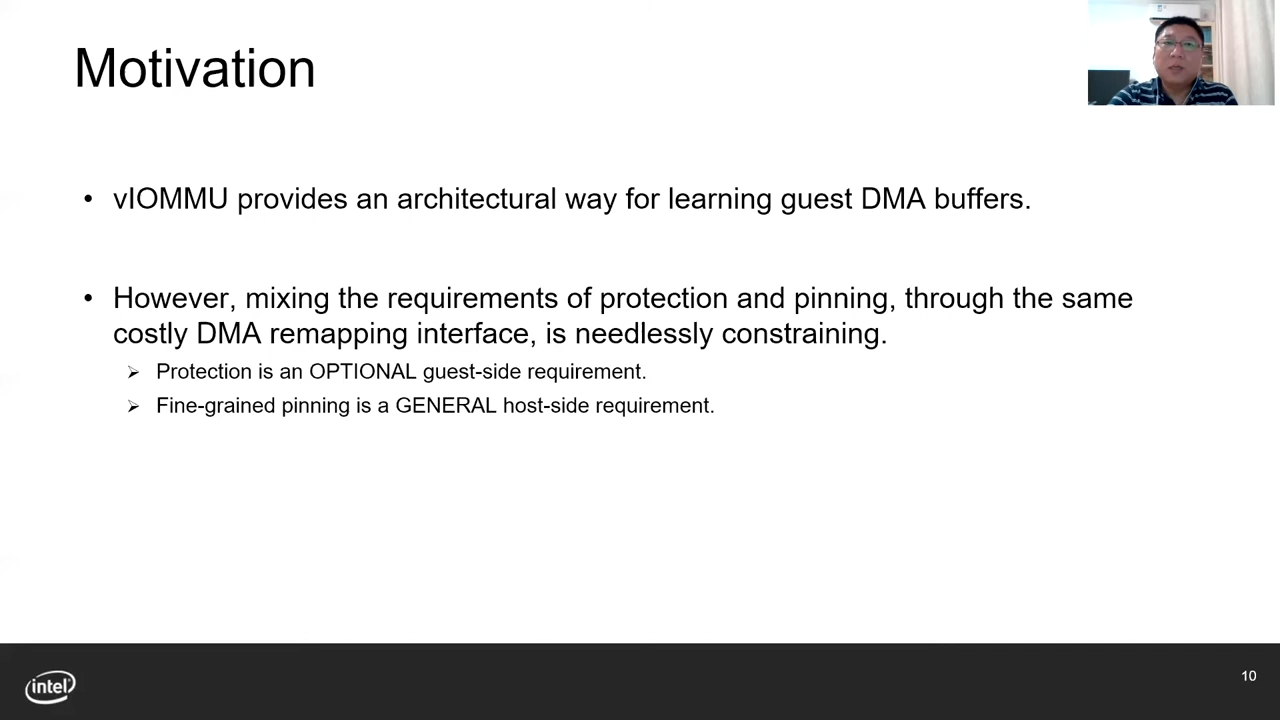 Motivation
• vIOMMU provides an architectural way for learning guest DMA buffers.
• However, mixing the requirements of protection and pinning, through the same
costly DMA remapping interface, is needlessly constraining.
➢ Protection is an OPTIONAL guest-side requirement.
➢ Fine-grained pinning is a GENERAL host-side requirement.
intel
10